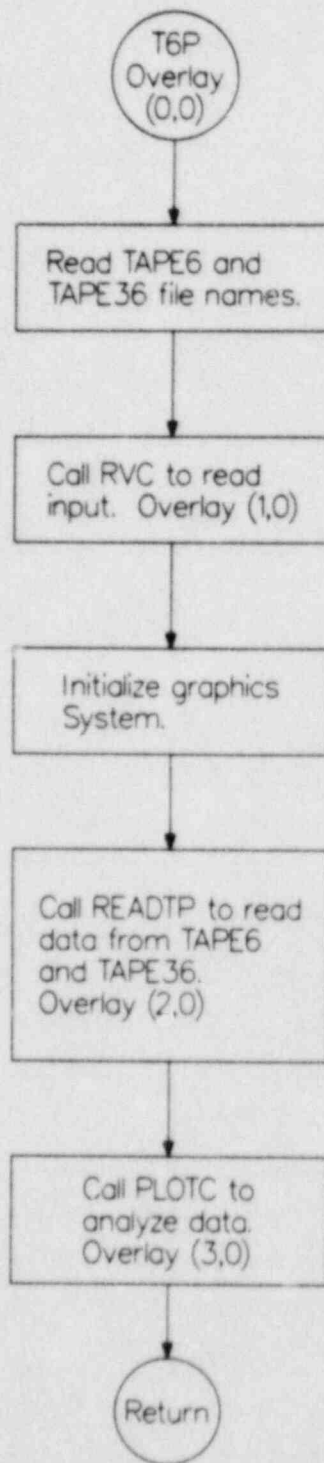 T6P
Overlay
(0,0)
Read TAPE6 and
TAPE36 file names.
Call RVC to read
input. Overlay (1,0)
Initialize graphics
System.
Call READTP to read
data from TAPE6
and TAPE36.
Overlay (2,0)
Call PLOTC to
analyze data.
Overlay (3,0)
Return